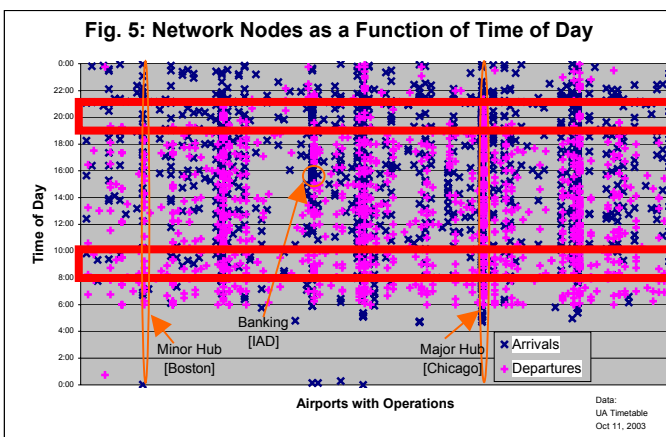 Fig. 5: Network Nodes as a Function of Time of Day
Time of Day
0:00
22:00
20:00
18:00
16:00
14:00
12:00
10:00
8:00
6:00
4:00
2:00
0:00
Banking
[IAD]
Minor Hub
[Boston]
Major Hub
[Chicago]
Arrivals
Departures
Airports with Operations
Data:
UA Timetable
Oct 11, 2003